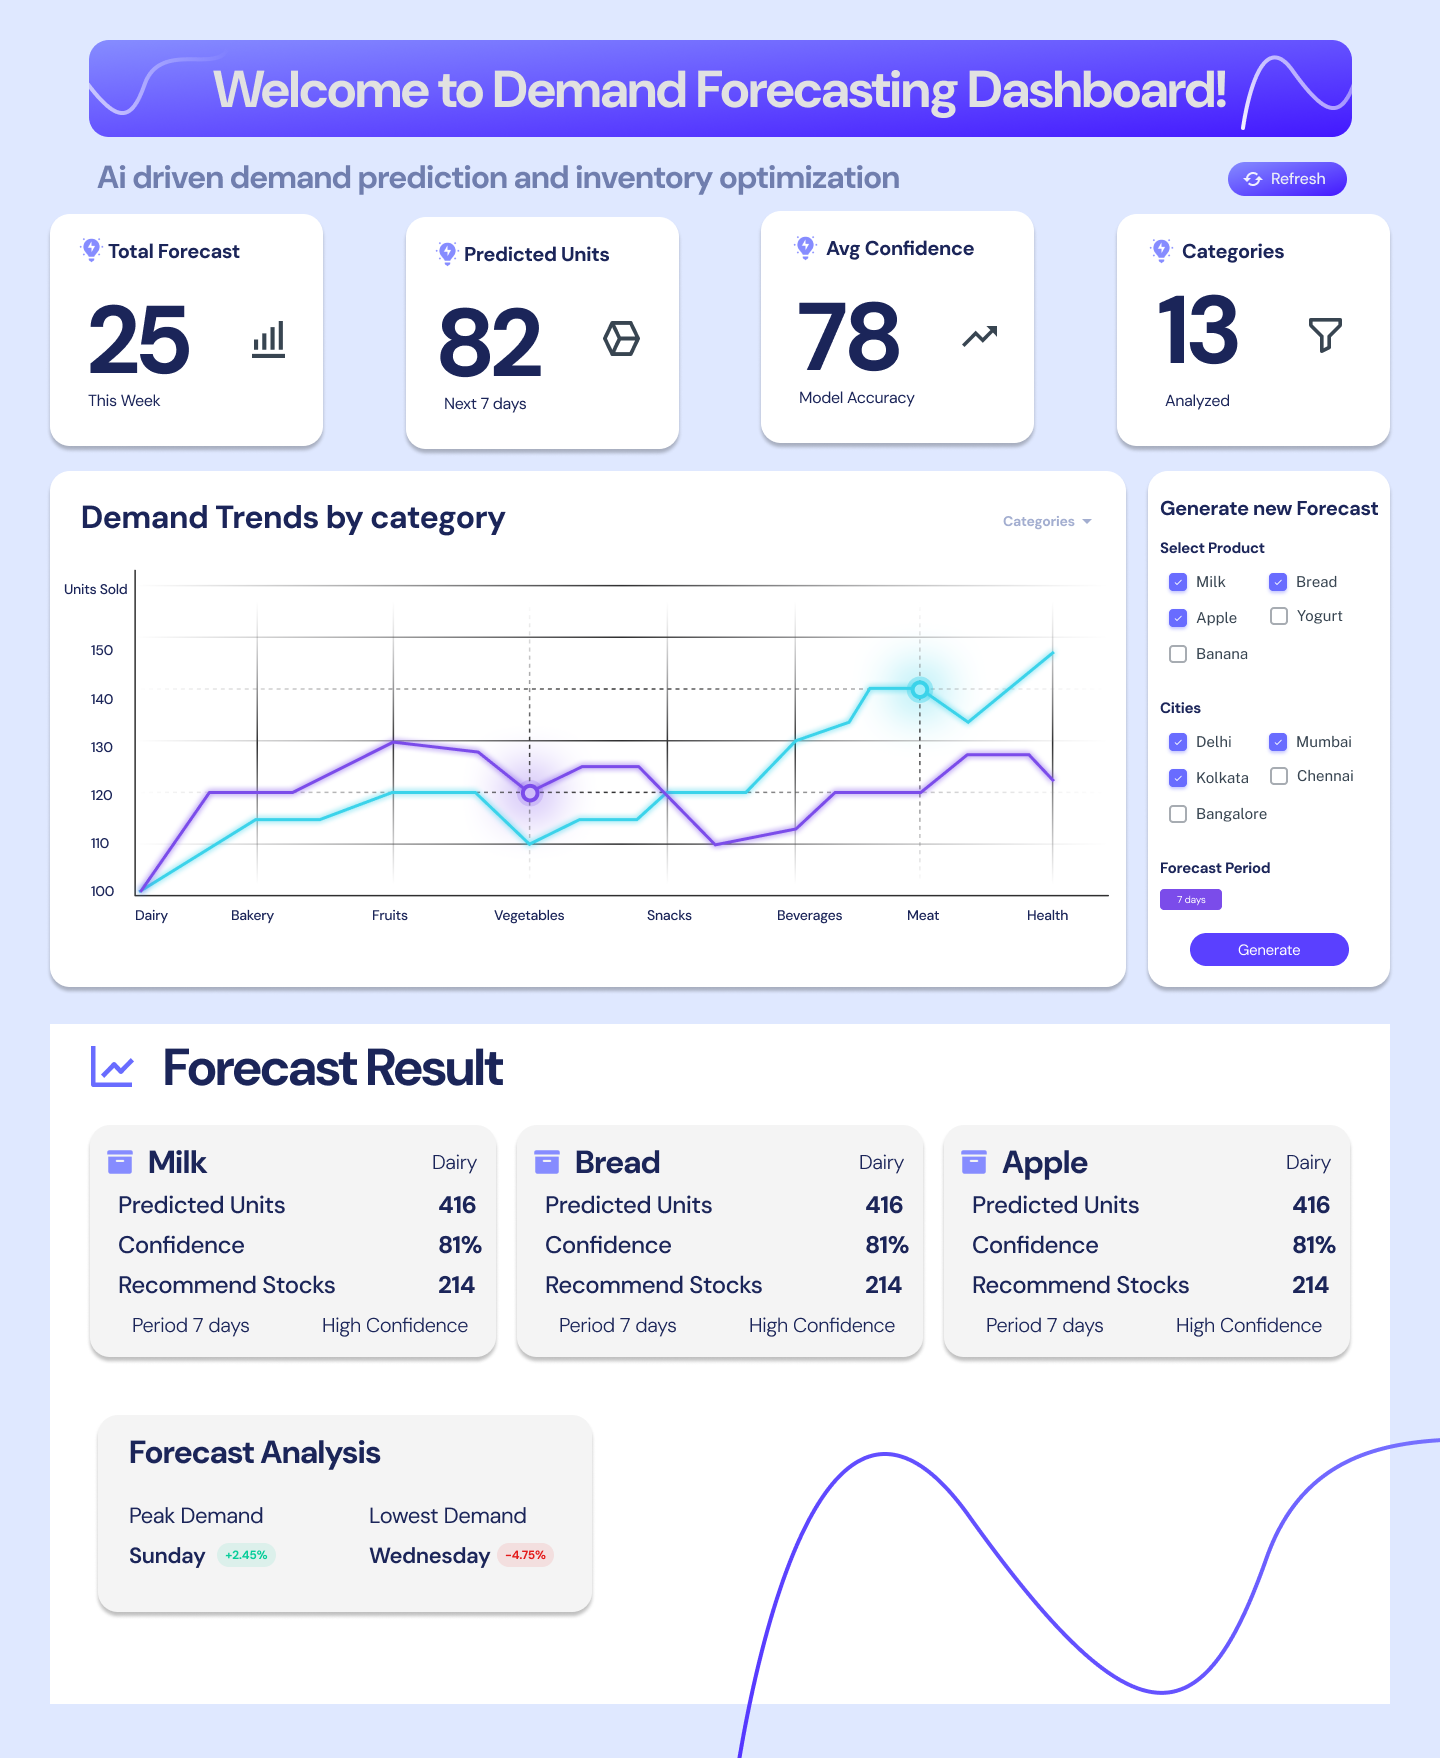 Welcome to Demand Forecasting Dashboard!
Ai driven demand prediction and inventory optimization
Refresh
Total Forecast
25
This Week
Predicted Units
82
Next 7 days
Avg Confidence
78
Model Accuracy
Categories
13
Analyzed
Demand Trends by category
Categories
Units Sold
150
140
130
120
110
100
Dairy Bakery Fruits Vegetables Snacks Beverages Meat Health
Generate new Forecast
Select Product
Milk Bread
Apple Yogurt
Banana
Cities
Delhi Mumbai
Kolkata Chennai
Bangalore
Forecast Period
7 days
Generate
Forecast Result
Milk Dairy
Predicted Units 416
Confidence 81%
Recommend Stocks 214
Period 7 days High Confidence
Bread Dairy
Predicted Units 416
Confidence 81%
Recommend Stocks 214
Period 7 days High Confidence
Apple Dairy
Predicted Units 416
Confidence 81%
Recommend Stocks 214
Period 7 days High Confidence
Forecast Analysis
Peak Demand Lowest Demand
Sunday +2.45% Wednesday -4.75%